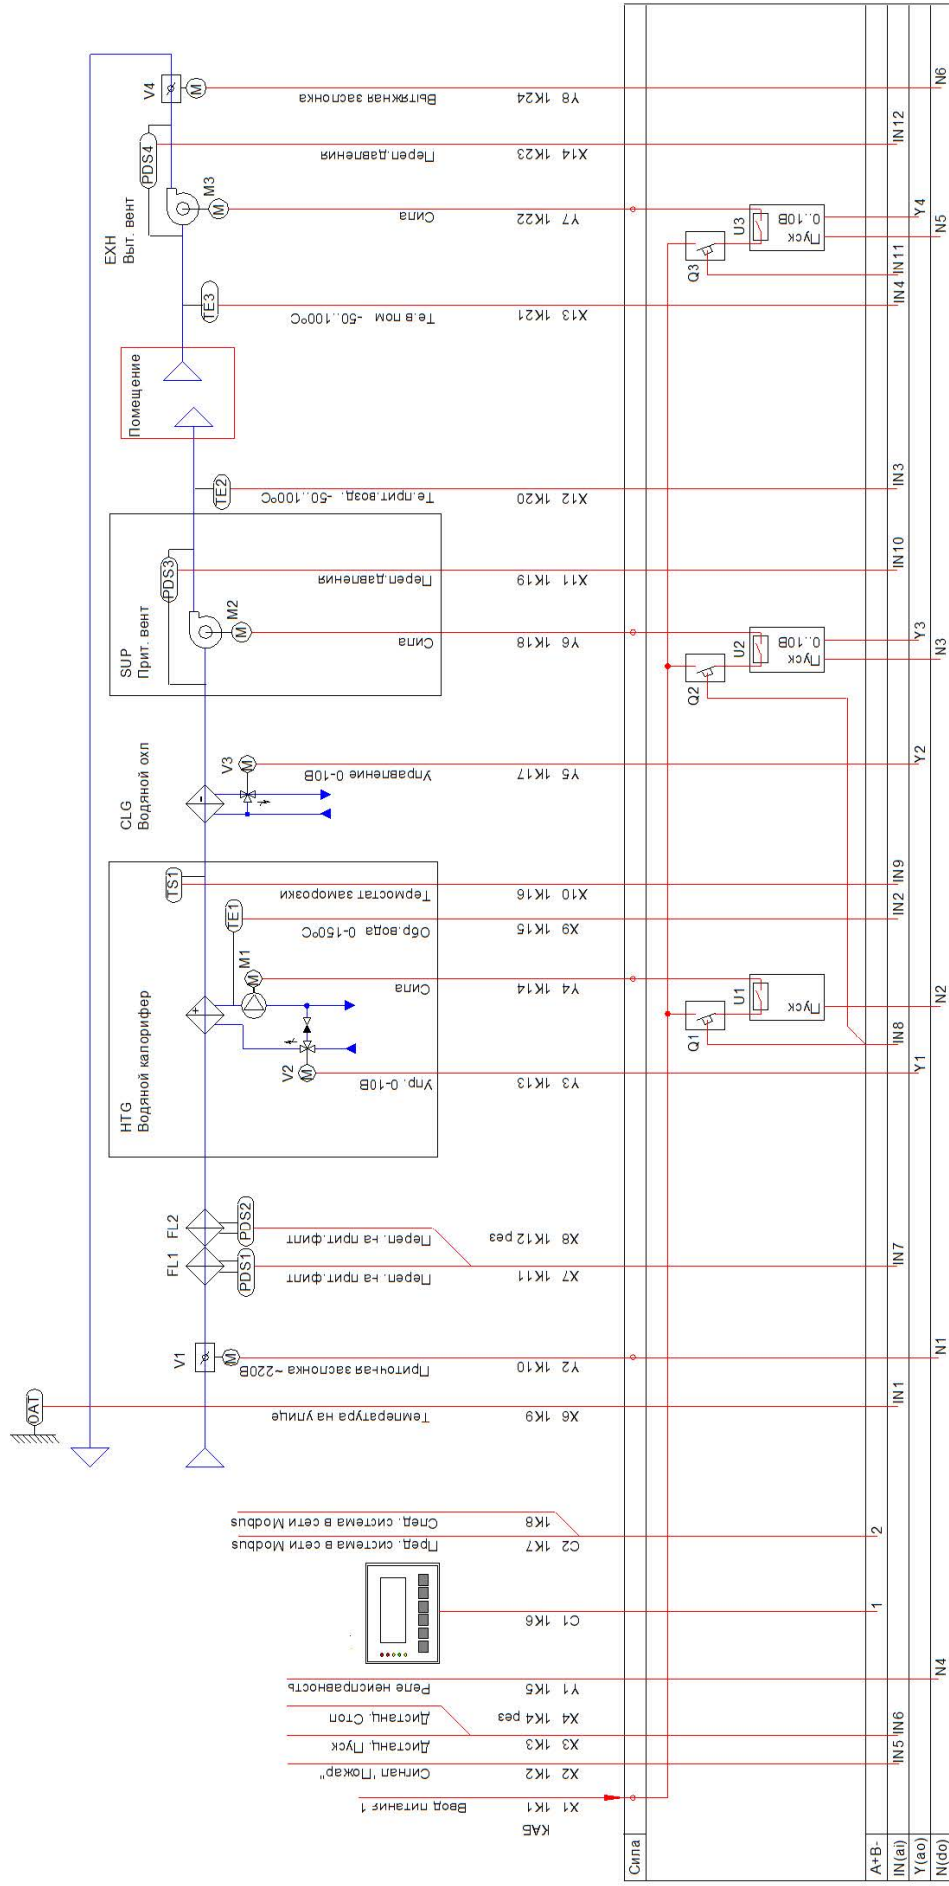 OAT
V4
M
PDS4
EXH
Выт. вент
M3
M
TE3
Помещение
TE2
SUP
Прит. вент
PDS3
M2
M
CLG
Водяной охл
V3
M
-
HTG
Водяной калорифер
TS1
TE1
M1
M
+
V2
M
FL2
FL1
PDS2
PDS1
V1
M
Вытяжная заслонка
Y8 1K24
Переп.давления
X14 1K23
Сила
Y7 1K22
Те.в пом -50..100°C
X13 1K21
Те.прит.возд. -50..100°C
X12 1K20
Переп.давления
X11 1K19
Сила
Y6 1K18
Управление 0-10В
Y5 1K17
Термостат заморозки
X10 1K16
Обр.вода 0-150°C
X9 1K15
Сила
Y4 1K14
Упр. 0-10В
Y3 1K13
Переп. на прит.филт
X8 1K12 рез
Переп. на прит.филт
X7 1K11
Приточная заслонка ~220В
Y2 1K10
Температура на улице
X6 1K9
След. система в сети Modbus
1K8
Пред. система в сети Modbus
C2 1K7
C1 1K6
Реле неисправность
Y1 1K5
Дистанц. Стоп
X4 1K4 рез
Дистанц. Пуск
X3 1K3
Сигнал "Пожар"
X2 1K2
Ввод питания 1
X1 1K1
КАБ
Сила
Q3
U3
Пуск
0..10В
Q2
U2
Пуск
0..10В
Q1
U1
Пуск
A+B-
1
2
IN(ai)
IN5
IN6
IN1
IN7
IN8
IN2
IN9
IN10
IN3
IN4
IN11
IN12
Y(ao)
Y1
Y2
Y3
Y4
N(do)
N4
N1
N2
N3
N5
N6